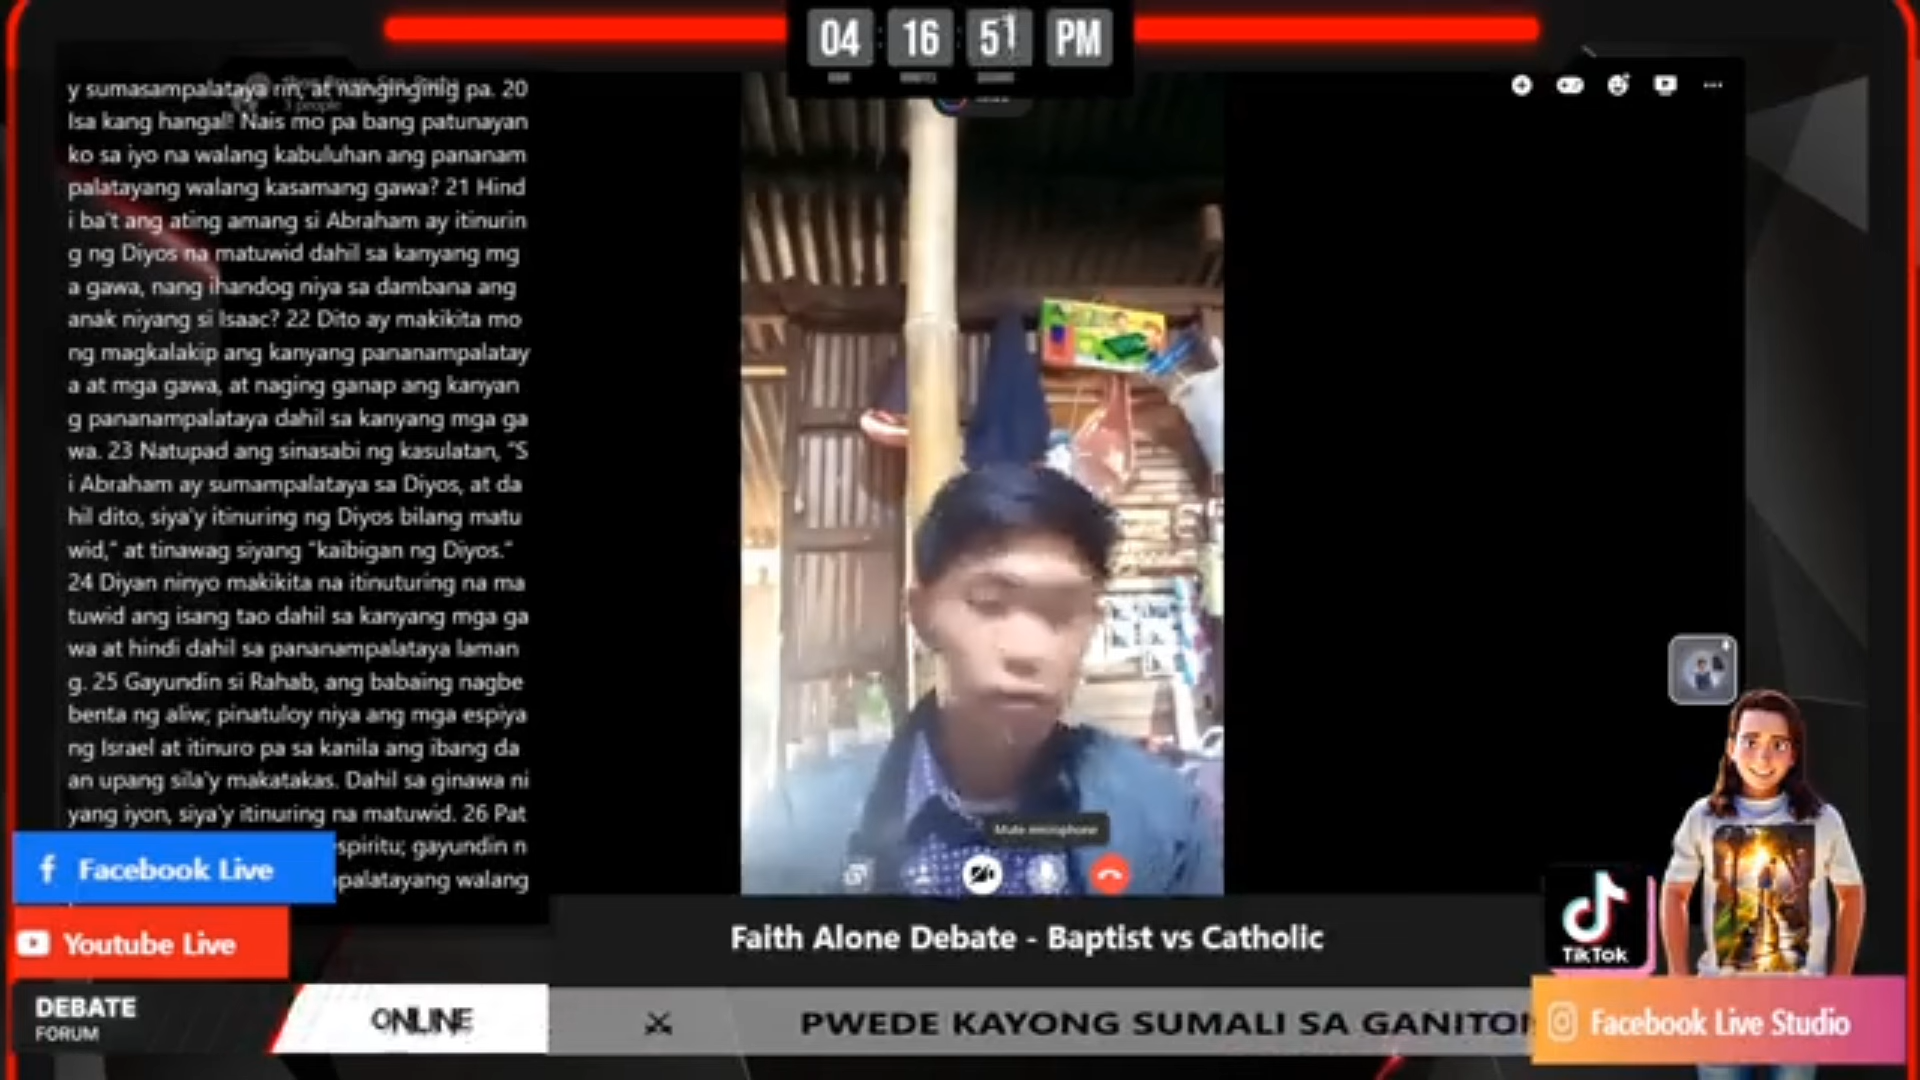 04 16 51 PM
y sumasampalataya rin, at nanginginig pa. 20
3 people
Isa kang hangal! Nais mo pa bang patunayan
ko sa iyo na walang kabuluhan ang pananam
palatayang walang kasamang gawa? 21 Hind
i ba't ang ating amang si Abraham ay itinurin
g ng Diyos na matuwid dahil sa kanyang mg
a gawa, nang ihandog niya sa dambana ang
anak niyang si Isaac? 22 Dito ay makikita mo
ng magkalakip ang kanyang pananampalatay
a at mga gawa, at naging ganap ang kanyan
g pananampalataya dahil sa kanyang mga ga
wa. 23 Natupad ang sinasabi ng kasulatan, "S
i Abraham ay sumampalataya sa Diyos, at da
hil dito, siya'y itinuring ng Diyos bilang matu
wid," at tinawag siyang "kaibigan ng Diyos."
24 Diyan ninyo makikita na itinuturing na ma
tuwid ang isang tao dahil sa kanyang mga ga
wa at hindi dahil sa pananampalataya laman
g. 25 Gayundin si Rahab, ang babaing nagbe
benta ng aliw; pinatuloy niya ang mga espiya
ng Israel at itinuro pa sa kanila ang ibang da
an upang sila'y makatakas. Dahil sa ginawa ni
yang iyon, siya'y itinuring na matuwid. 26 Pat
spiritu; gayundin n
palatayang walang
Mute microphone
Facebook Live
Youtube Live
Faith Alone Debate - Baptist vs Catholic
TikTok
DEBATE
FORUM
ONLINE
PWEDE KAYONG SUMALI SA GANITO
Facebook Live Studio